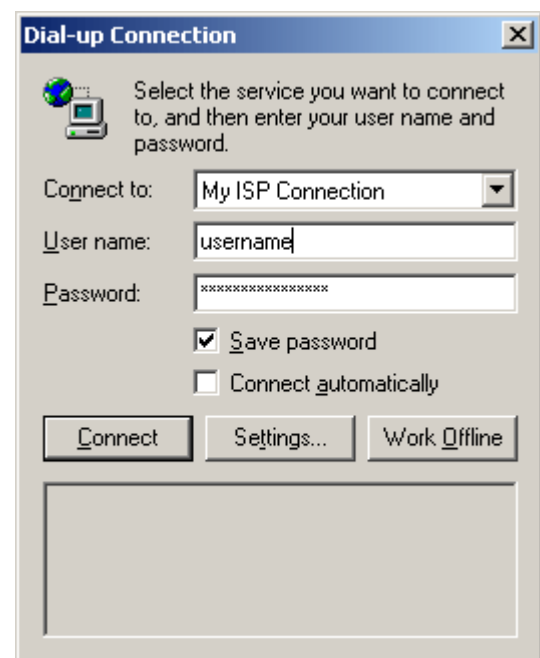 Dial-up Connection
Select the service you want to connect
to, and then enter your user name and
password.
Connect to: My ISP Connection
User name: username
Password: ****************
Save password
Connect automatically
Connect Settings... Work Offline